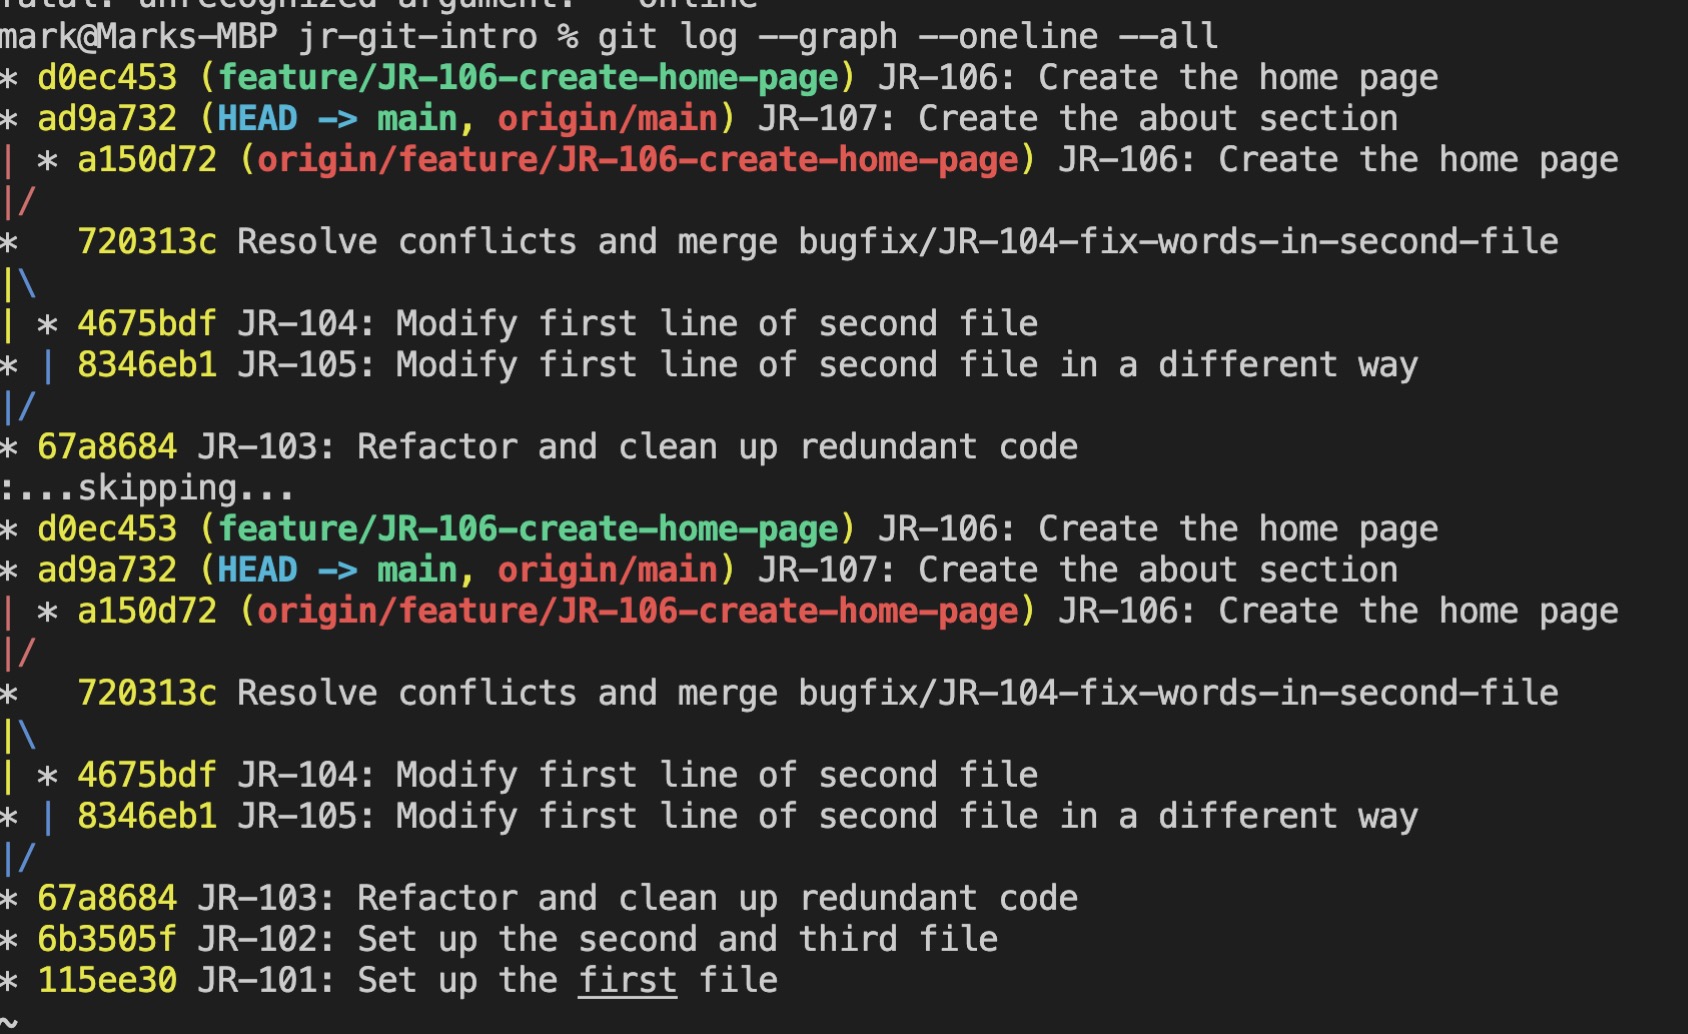 fatal: unrecognized argument: --online
mark@Marks-MBP jr-git-intro % git log --graph --oneline --all
* d0ec453 (feature/JR-106-create-home-page) JR-106: Create the home page
* ad9a732 (HEAD -> main, origin/main) JR-107: Create the about section
| * a150d72 (origin/feature/JR-106-create-home-page) JR-106: Create the home page
|/
*   720313c Resolve conflicts and merge bugfix/JR-104-fix-words-in-second-file
|\
| * 4675bdf JR-104: Modify first line of second file
* | 8346eb1 JR-105: Modify first line of second file in a different way
|/
* 67a8684 JR-103: Refactor and clean up redundant code
:...skipping...
* d0ec453 (feature/JR-106-create-home-page) JR-106: Create the home page
* ad9a732 (HEAD -> main, origin/main) JR-107: Create the about section
| * a150d72 (origin/feature/JR-106-create-home-page) JR-106: Create the home page
|/
*   720313c Resolve conflicts and merge bugfix/JR-104-fix-words-in-second-file
|\
| * 4675bdf JR-104: Modify first line of second file
* | 8346eb1 JR-105: Modify first line of second file in a different way
|/
* 67a8684 JR-103: Refactor and clean up redundant code
* 6b3505f JR-102: Set up the second and third file
* 115ee30 JR-101: Set up the first file
~